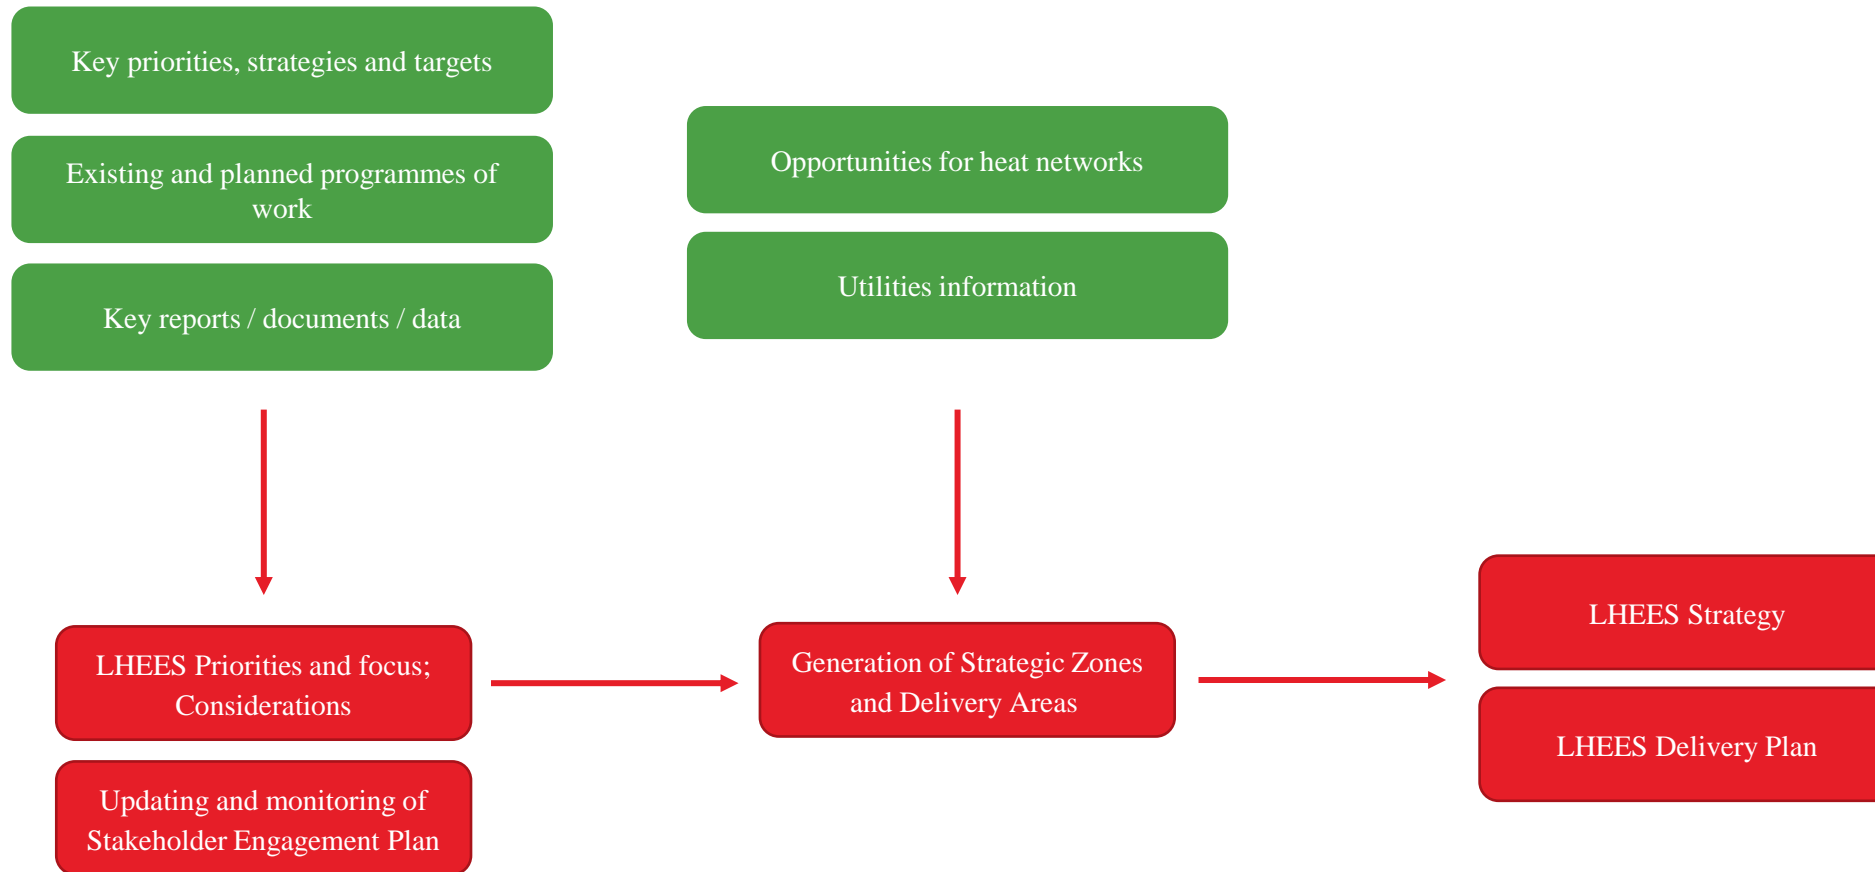 Key priorities, strategies and targets
Existing and planned programmes of
work
Key reports / documents / data
Opportunities for heat networks
Utilities information
LHEES Priorities and focus;
Considerations
Updating and monitoring of
Stakeholder Engagement Plan
Generation of Strategic Zones
and Delivery Areas
LHEES Strategy
LHEES Delivery Plan